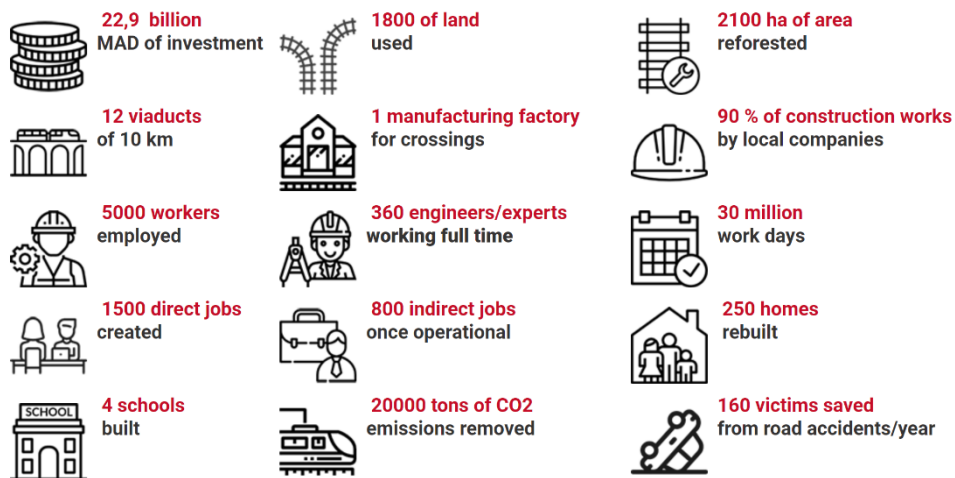 22,9 billion
MAD of investment
1800 of land
used
2100 ha of area
reforested
12 viaducts
of 10 km
1 manufacturing factory
for crossings
90 % of construction works
by local companies
5000 workers
employed
360 engineers/experts
working full time
30 million
work days
1500 direct jobs
created
800 indirect jobs
once operational
250 homes
rebuilt
SCHOOL
4 schools
built
20000 tons of CO2
emissions removed
160 victims saved
from road accidents/year